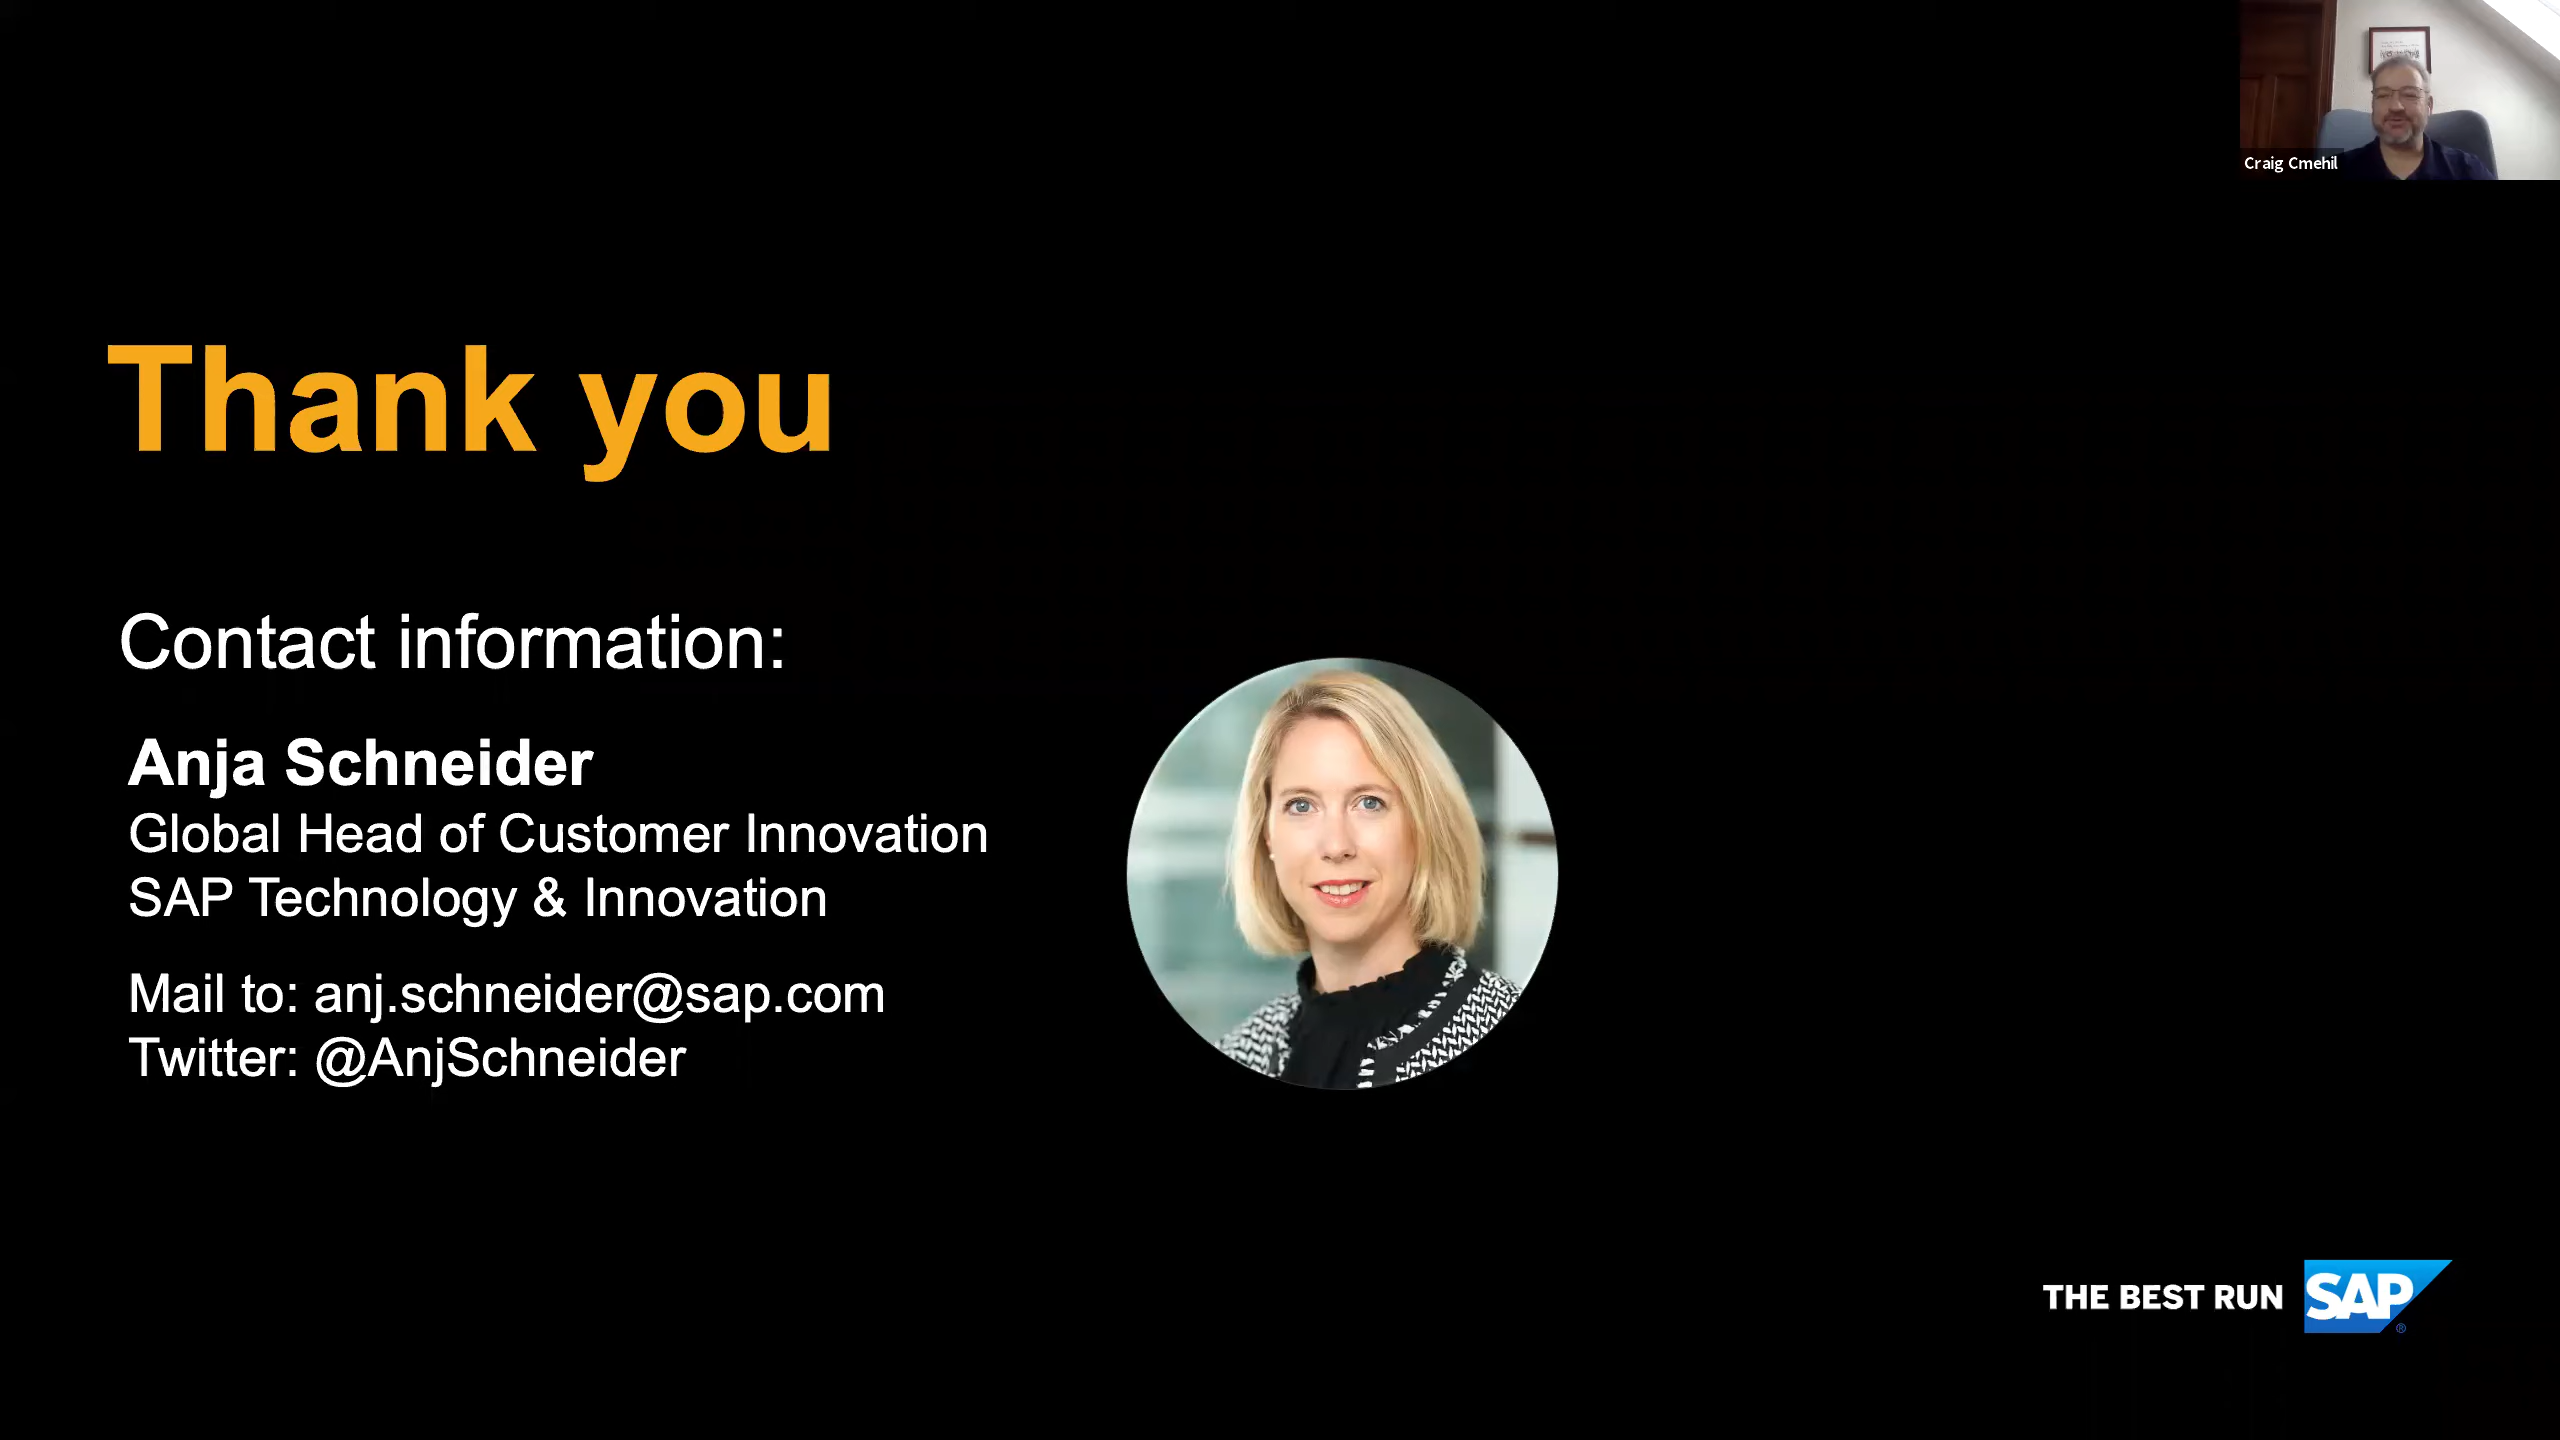 Craig Cmehil
Thank you
Contact information:
Anja Schneider
Global Head of Customer Innovation
SAP Technology & Innovation
Mail to: anj.schneider@sap.com
Twitter: @AnjSchneider
THE BEST RUN SAP®